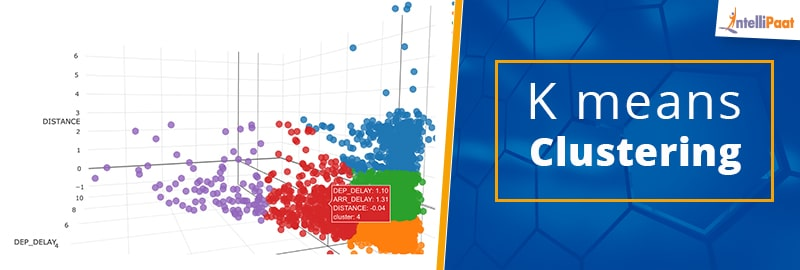 IntelliPaat
K means
Clustering
6
5
4
3
DISTANCE
2
1
0
−1
10
8
6
DEP_DELAY
4
DEP_DELAY: 1.10
ARR_DELAY: 1.31
DISTANCE: -0.04
cluster: 4